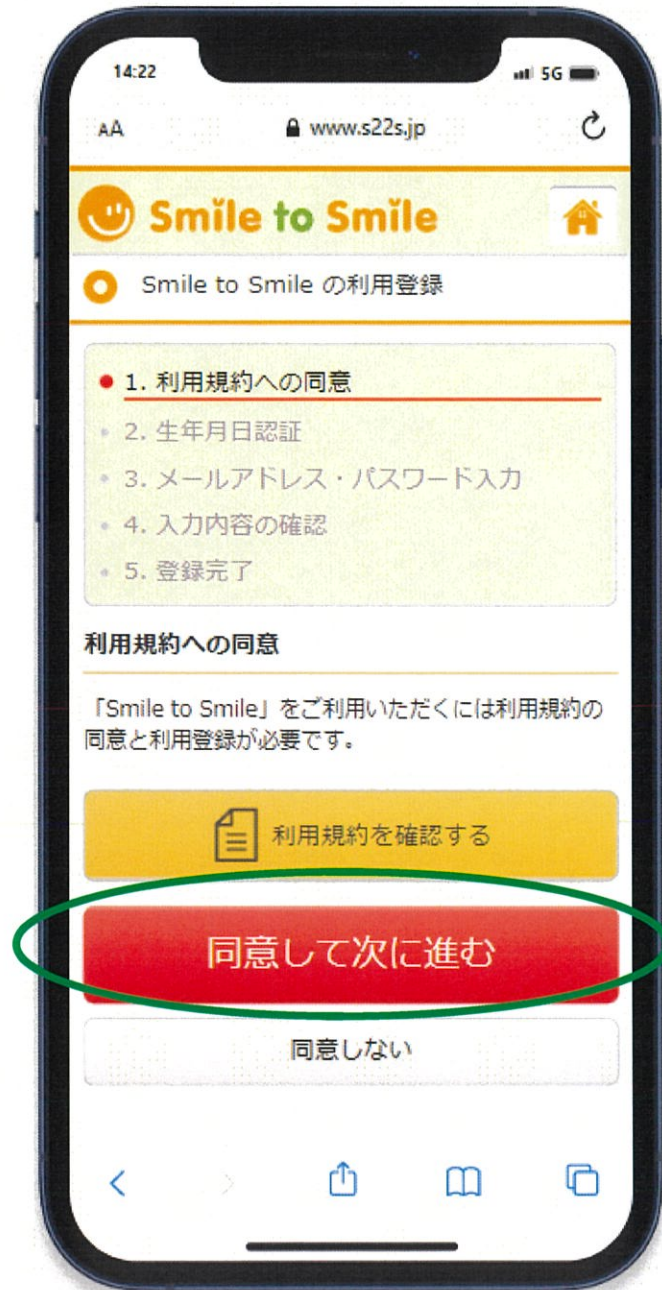 14:22
5G
AA
www.s22s.jp
Smile to Smile
Smile to Smile の利用登録
1. 利用規約への同意
2. 生年月日認証
3. メールアドレス・パスワード入力
4. 入力内容の確認
5. 登録完了
利用規約への同意
「Smile to Smile」をご利用いただくには利用規約の
同意と利用登録が必要です。
利用規約を確認する
同意して次に進む
同意しない